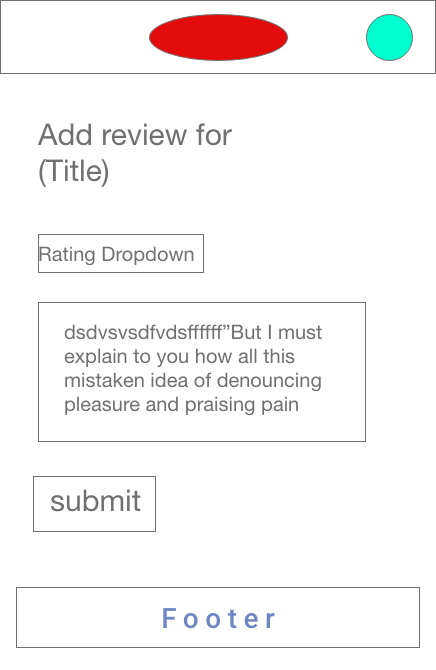 Add review for
(Title)
Rating Dropdown
dsdvsvsdfvdsffffff”But I must
explain to you how all this
mistaken idea of denouncing
pleasure and praising pain
submit
Footer